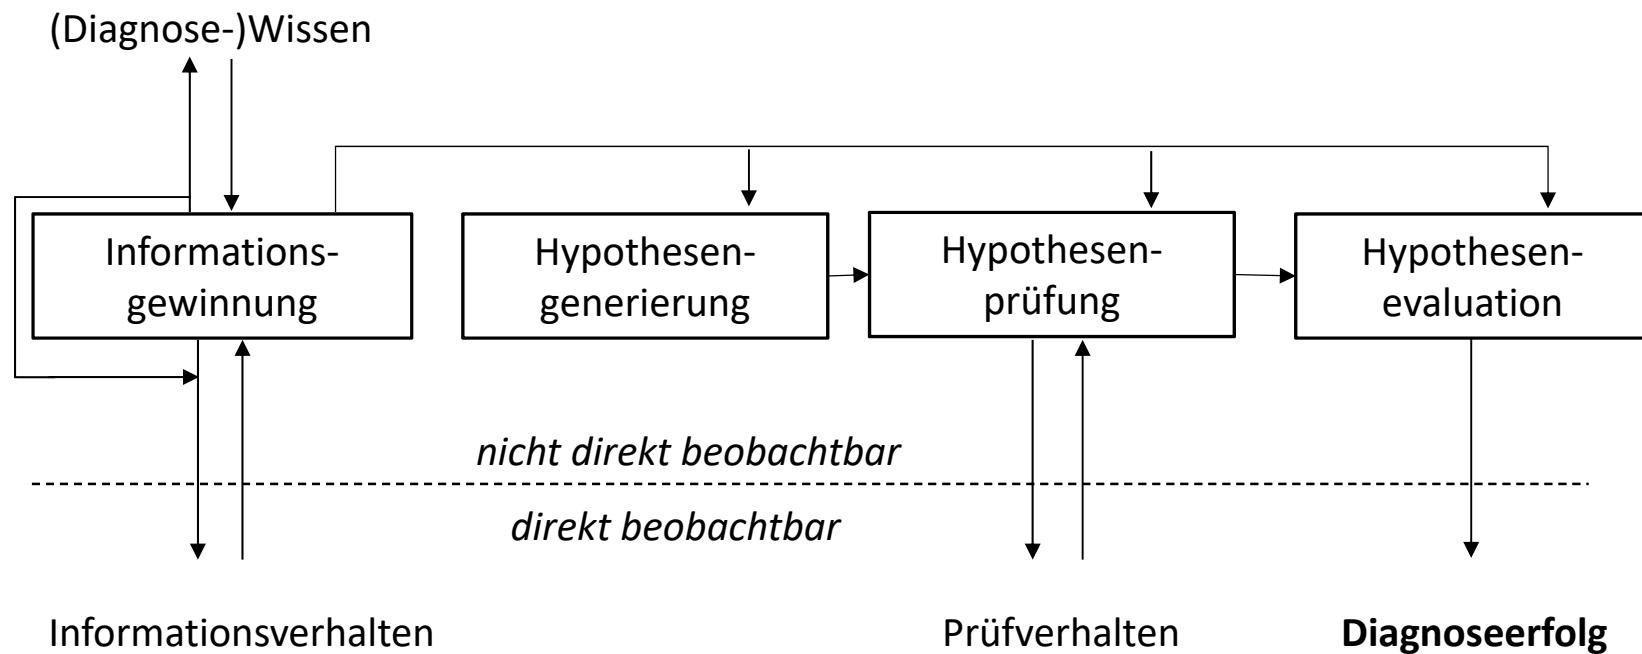 (Diagnose-)Wissen
Informations-
gewinnung
Hypothesen-
generierung
Hypothesen-
prüfung
Hypothesen-
evaluation
nicht direkt beobachtbar
direkt beobachtbar
Informationsverhalten
Prüfverhalten
Diagnoseerfolg